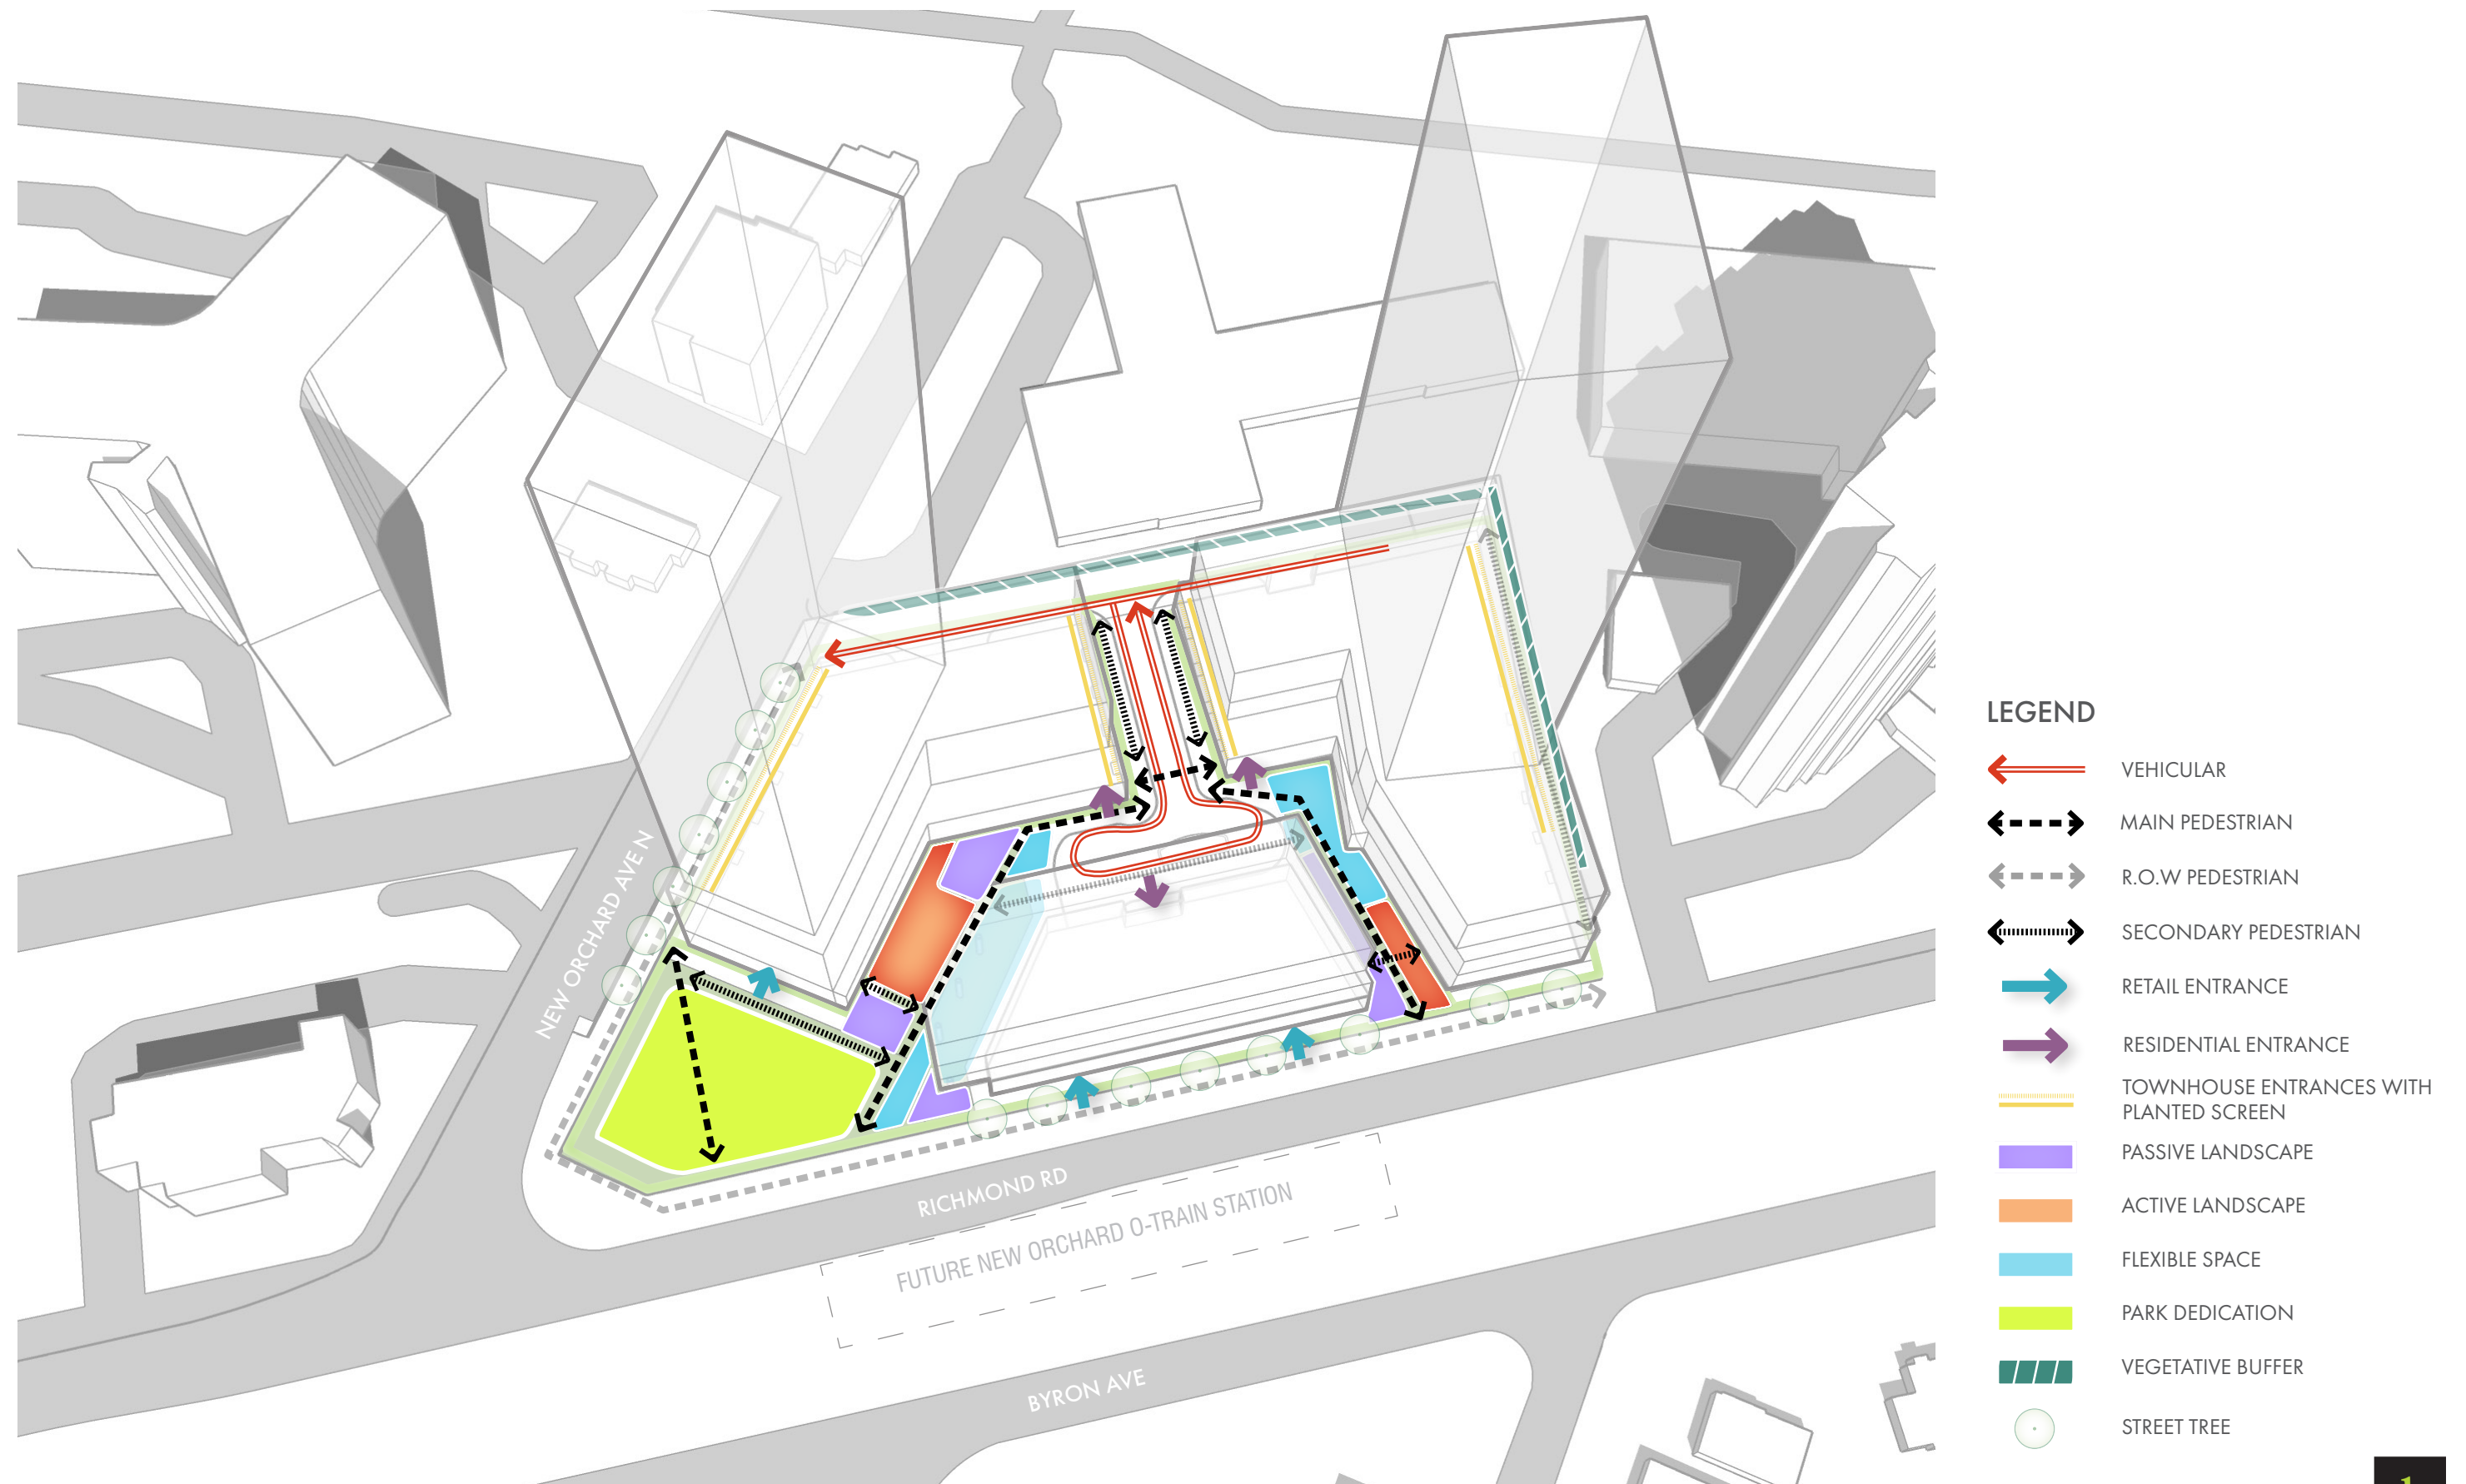 NEW ORCHARD AVE N
RICHMOND RD
FUTURE NEW ORCHARD O-TRAIN STATION
BYRON AVE
LEGEND
VEHICULAR
MAIN PEDESTRIAN
R.O.W PEDESTRIAN
SECONDARY PEDESTRIAN
RETAIL ENTRANCE
RESIDENTIAL ENTRANCE
TOWNHOUSE ENTRANCES WITH
PLANTED SCREEN
PASSIVE LANDSCAPE
ACTIVE LANDSCAPE
FLEXIBLE SPACE
PARK DEDICATION
VEGETATIVE BUFFER
STREET TREE